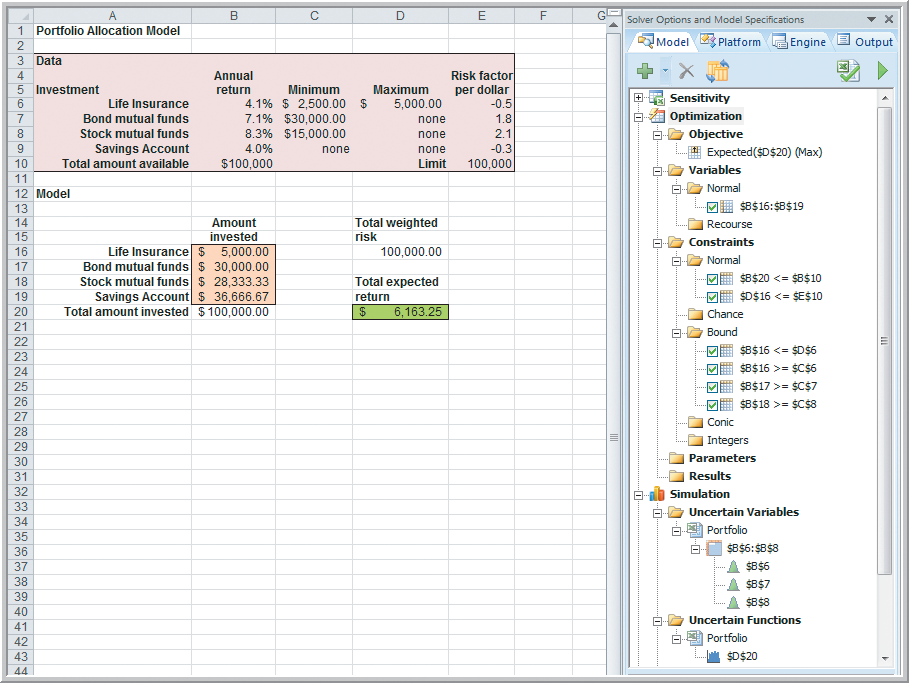 A B C D E F G
1 Portfolio Allocation Model
2
3 Data
4 Annual Risk factor
5 Investment return Minimum Maximum per dollar
6 Life Insurance 4.1% $ 2,500.00 $ 5,000.00 -0.5
7 Bond mutual funds 7.1% $30,000.00 none 1.8
8 Stock mutual funds 8.3% $15,000.00 none 2.1
9 Savings Account 4.0% none none -0.3
10 Total amount available $100,000 Limit 100,000
11
12 Model
13
14 Amount Total weighted
15 invested risk
16 Life Insurance $ 5,000.00 100,000.00
17 Bond mutual funds $ 30,000.00
18 Stock mutual funds $ 28,333.33 Total expected
19 Savings Account $ 36,666.67 return
20 Total amount invested $ 100,000.00 $ 6,163.25
21
22
23
24
25
26
27
28
29
30
31
32
33
34
35
36
37
38
39
40
41
42
43
44
Solver Options and Model Specifications
Model Platform Engine Output
Sensitivity
Optimization
Objective
Expected($D$20) (Max)
Variables
Normal
$B$16:$B$19
Recourse
Constraints
Normal
$B$20 <= $B$10
$D$16 <= $E$10
Chance
Bound
$B$16 <= $D$6
$B$16 >= $C$6
$B$17 >= $C$7
$B$18 >= $C$8
Conic
Integers
Parameters
Results
Simulation
Uncertain Variables
Portfolio
$B$6:$B$8
$B$6
$B$7
$B$8
Uncertain Functions
Portfolio
$D$20